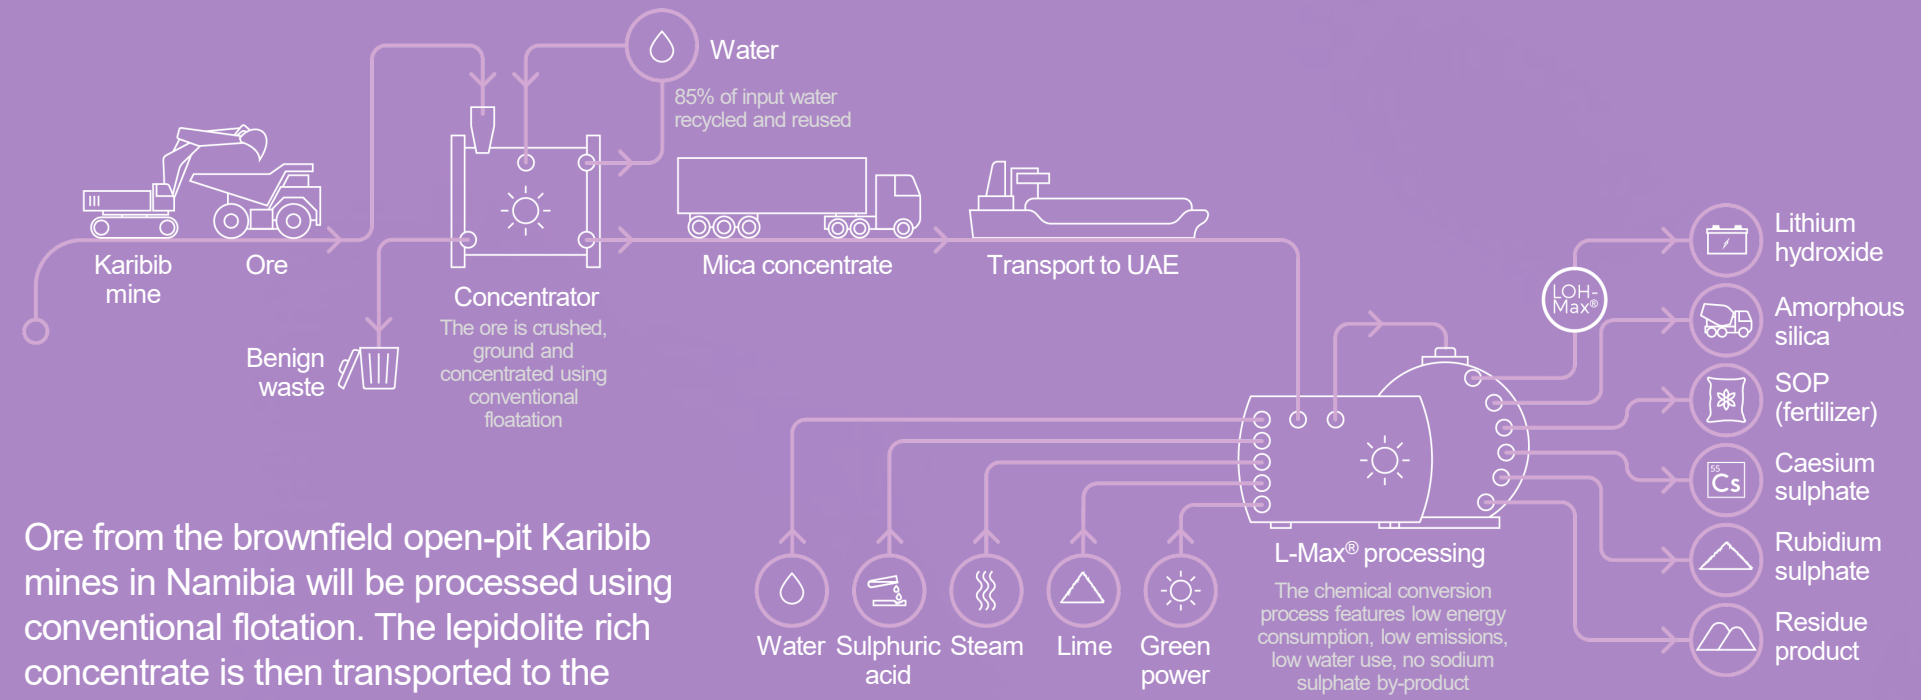 Water
85% of input water
recycled and reused
Karibib
mine
Ore
Mica concentrate
Transport to UAE
Concentrator
The ore is crushed,
ground and
concentrated using
conventional
floatation
Benign
waste
LOH-
Max®
Lithium
hydroxide
Amorphous
silica
SOP
(fertilizer)
55
Cs
Caesium
sulphate
Rubidium
sulphate
Residue
product
L-Max® processing
The chemical conversion
process features low energy
consumption, low emissions,
low water use, no sodium
sulphate by-product
Water
Sulphuric
acid
Steam
Lime
Green
power
Ore from the brownfield open-pit Karibib
mines in Namibia will be processed using
conventional flotation. The lepidolite rich
concentrate is then transported to the